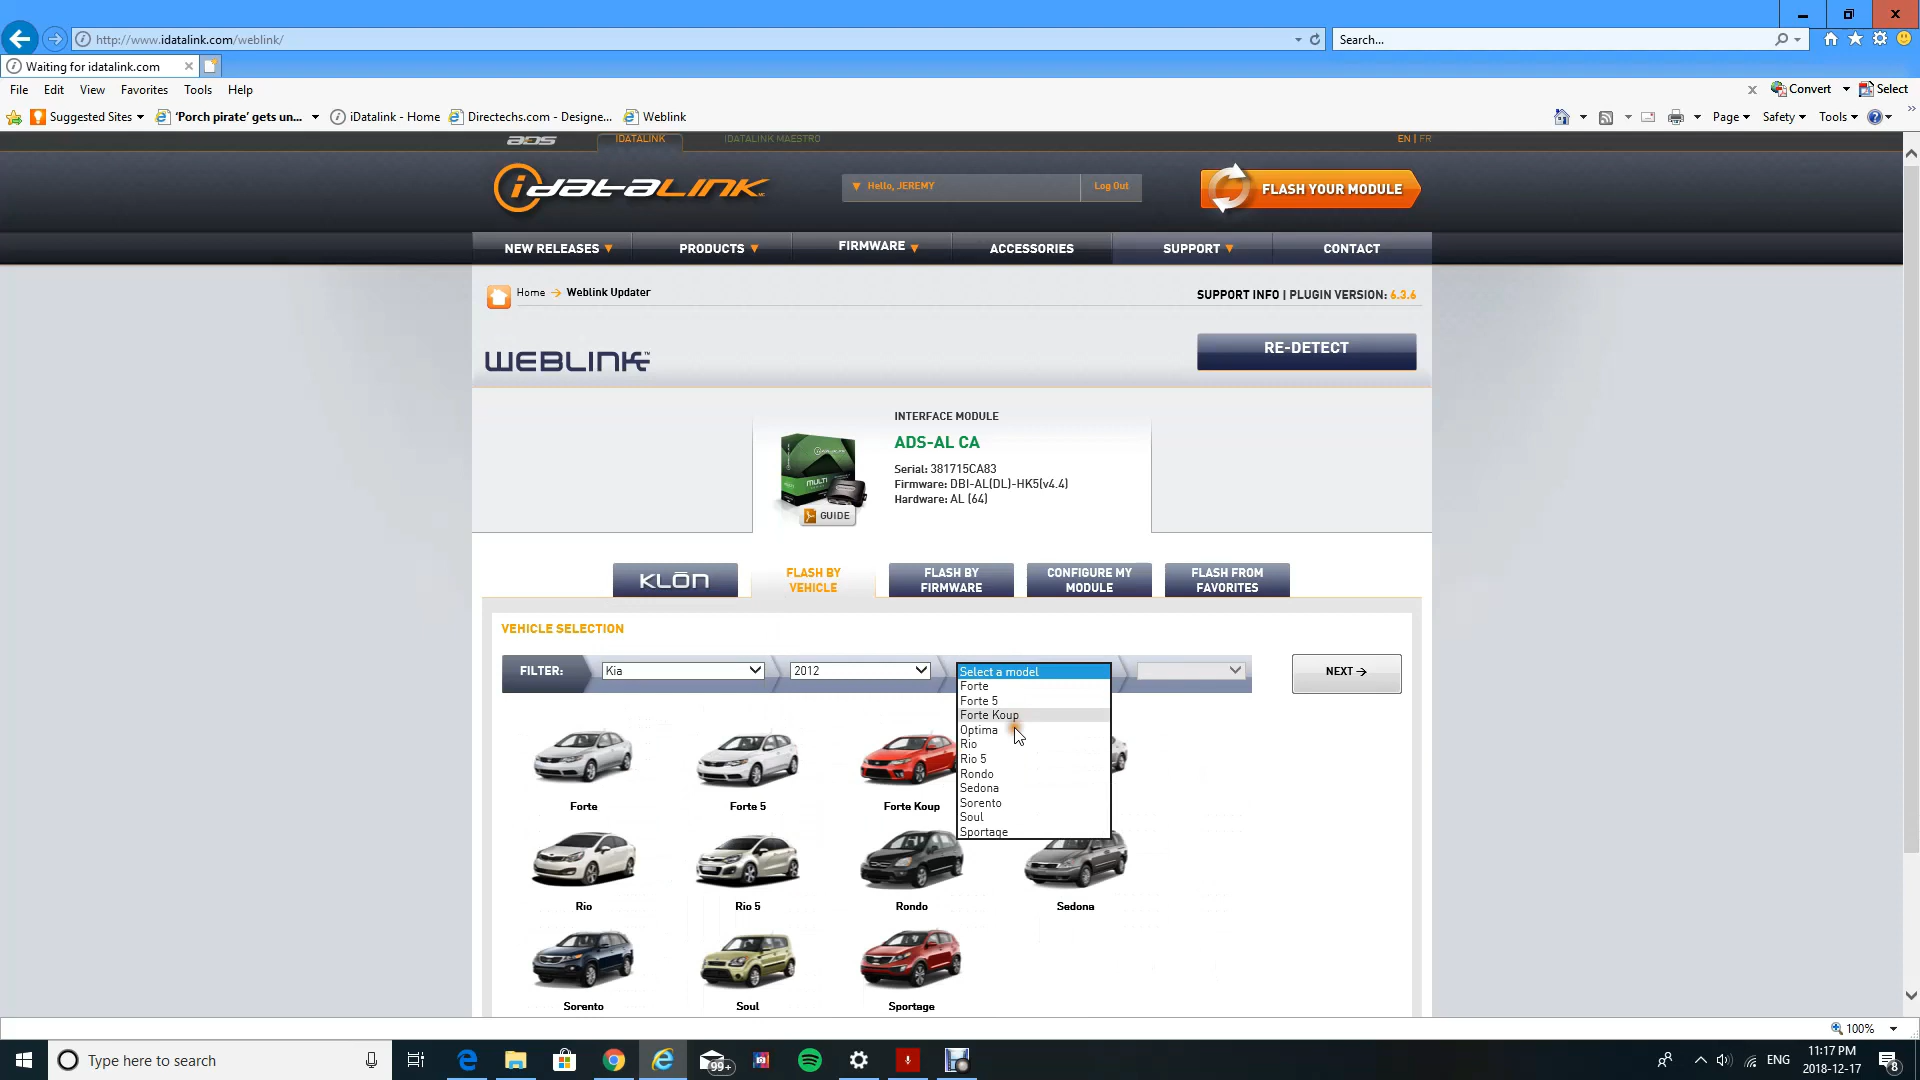 http://www.idatalink.com/weblink/
Search...
Waiting for idatalink.com
File Edit View Favorites Tools Help
Convert Select
Suggested Sites 'Porch pirate' gets un... iDatalink - Home Directechs.com - Designe... Weblink
Page Safety Tools
ADS IDATALINK IDATALINK MAESTRO EN | FR
iDATALINK
Hello, JEREMY Log Out
FLASH YOUR MODULE
NEW RELEASES PRODUCTS FIRMWARE ACCESSORIES SUPPORT CONTACT
Home → Weblink Updater
SUPPORT INFO | PLUGIN VERSION: 6.3.6
WEBLINK
RE-DETECT
INTERFACE MODULE
ADS-AL CA
Serial: 381715CA83
Firmware: DBI-AL(DL)-HK5(v4.4)
Hardware: AL (64)
MULTI
GUIDE
KLŌN
FLASH BY VEHICLE
FLASH BY FIRMWARE
CONFIGURE MY MODULE
FLASH FROM FAVORITES
VEHICLE SELECTION
FILTER: Kia 2012 Select a model NEXT→
Forte
Forte 5
Forte Koup
Optima
Rio
Rio 5
Rondo
Sedona
Sorento
Soul
Sportage
Forte Forte 5 Forte Koup
Rio Rio 5 Rondo Sedona
Sorento Soul Sportage
100%
Type here to search
99+
ENG
11:17 PM
2018-12-17
8